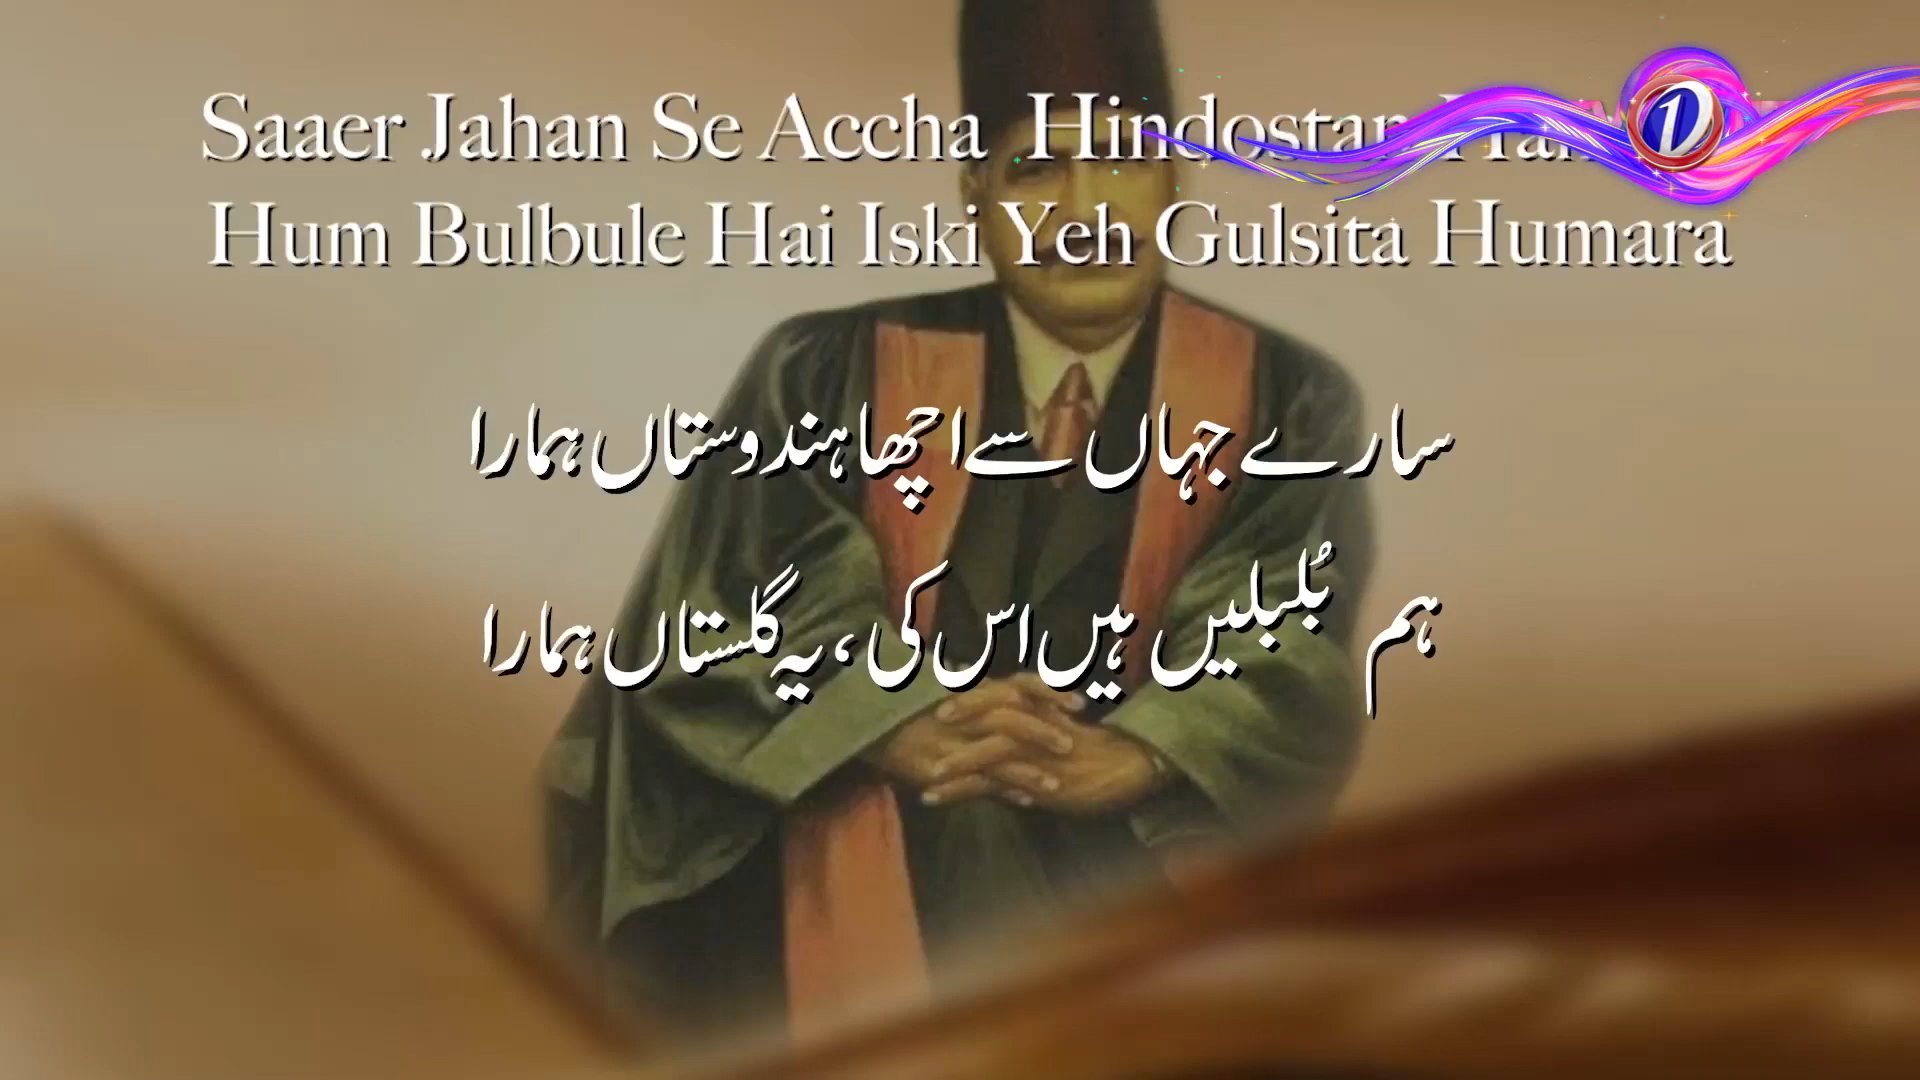 Saaer Jahan Se Accha Hindostan
Hum Bulbule Hai Iski Yeh Gulsita Humara
سارے جہاں سے اچھا ہندوستاں ہمارا
ہم بُلبلیں ہیں اس کی، یہ گلستاں ہمارا